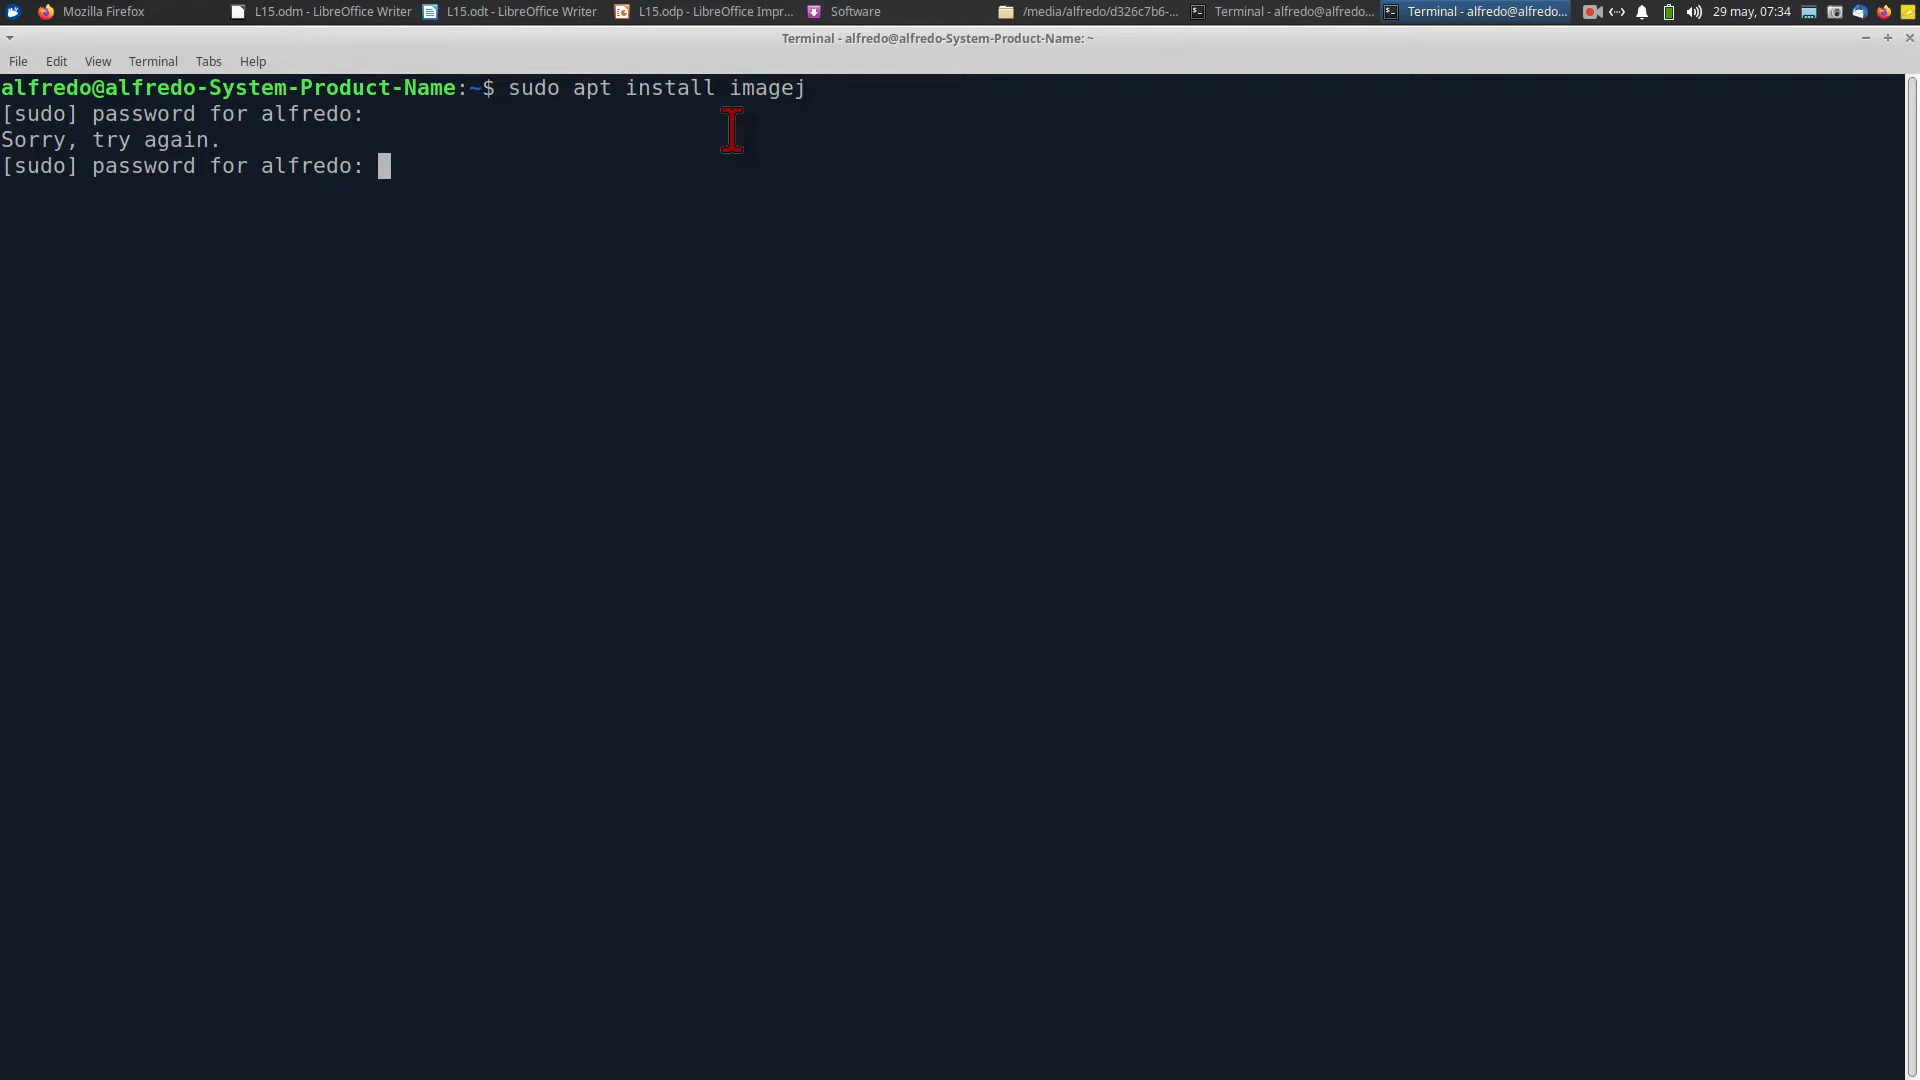 Mozilla Firefox L15.odm - LibreOffice Writer L15.odt - LibreOffice Writer L15.odp - LibreOffice Impr... Software /media/alfredo/d326c7b6-... Terminal - alfredo@alfredo... Terminal - alfredo@alfredo... 29 may, 07:34
Terminal - alfredo@alfredo-System-Product-Name: ~
File Edit View Terminal Tabs Help
alfredo@alfredo-System-Product-Name:~$ sudo apt install imagej
[sudo] password for alfredo:
Sorry, try again.
[sudo] password for alfredo: